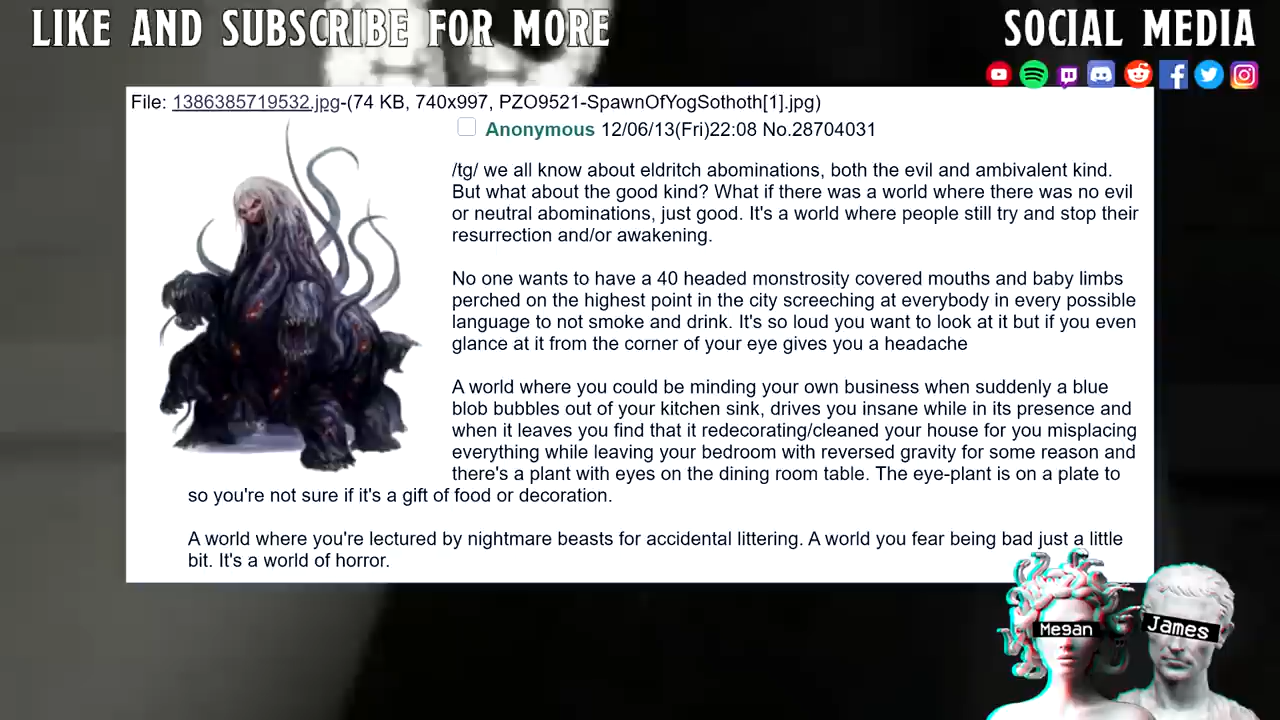 LIKE AND SUBSCRIBE FOR MORE
SOCIAL MEDIA
File: 1386385719532.jpg-(74 KB, 740x997, PZO9521-SpawnOfYogSothoth[1].jpg)
Anonymous 12/06/13(Fri)22:08 No.28704031
/tg/ we all know about eldritch abominations, both the evil and ambivalent kind.
But what about the good kind? What if there was a world where there was no evil
or neutral abominations, just good. It's a world where people still try and stop their
resurrection and/or awakening.
No one wants to have a 40 headed monstrosity covered mouths and baby limbs
perched on the highest point in the city screeching at everybody in every possible
language to not smoke and drink. It's so loud you want to look at it but if you even
glance at it from the corner of your eye gives you a headache
A world where you could be minding your own business when suddenly a blue
blob bubbles out of your kitchen sink, drives you insane while in its presence and
when it leaves you find that it redecorating/cleaned your house for you misplacing
everything while leaving your bedroom with reversed gravity for some reason and
there's a plant with eyes on the dining room table. The eye-plant is on a plate to
so you're not sure if it's a gift of food or decoration.
A world where you're lectured by nightmare beasts for accidental littering. A world you fear being bad just a little
bit. It's a world of horror.
Megan
James